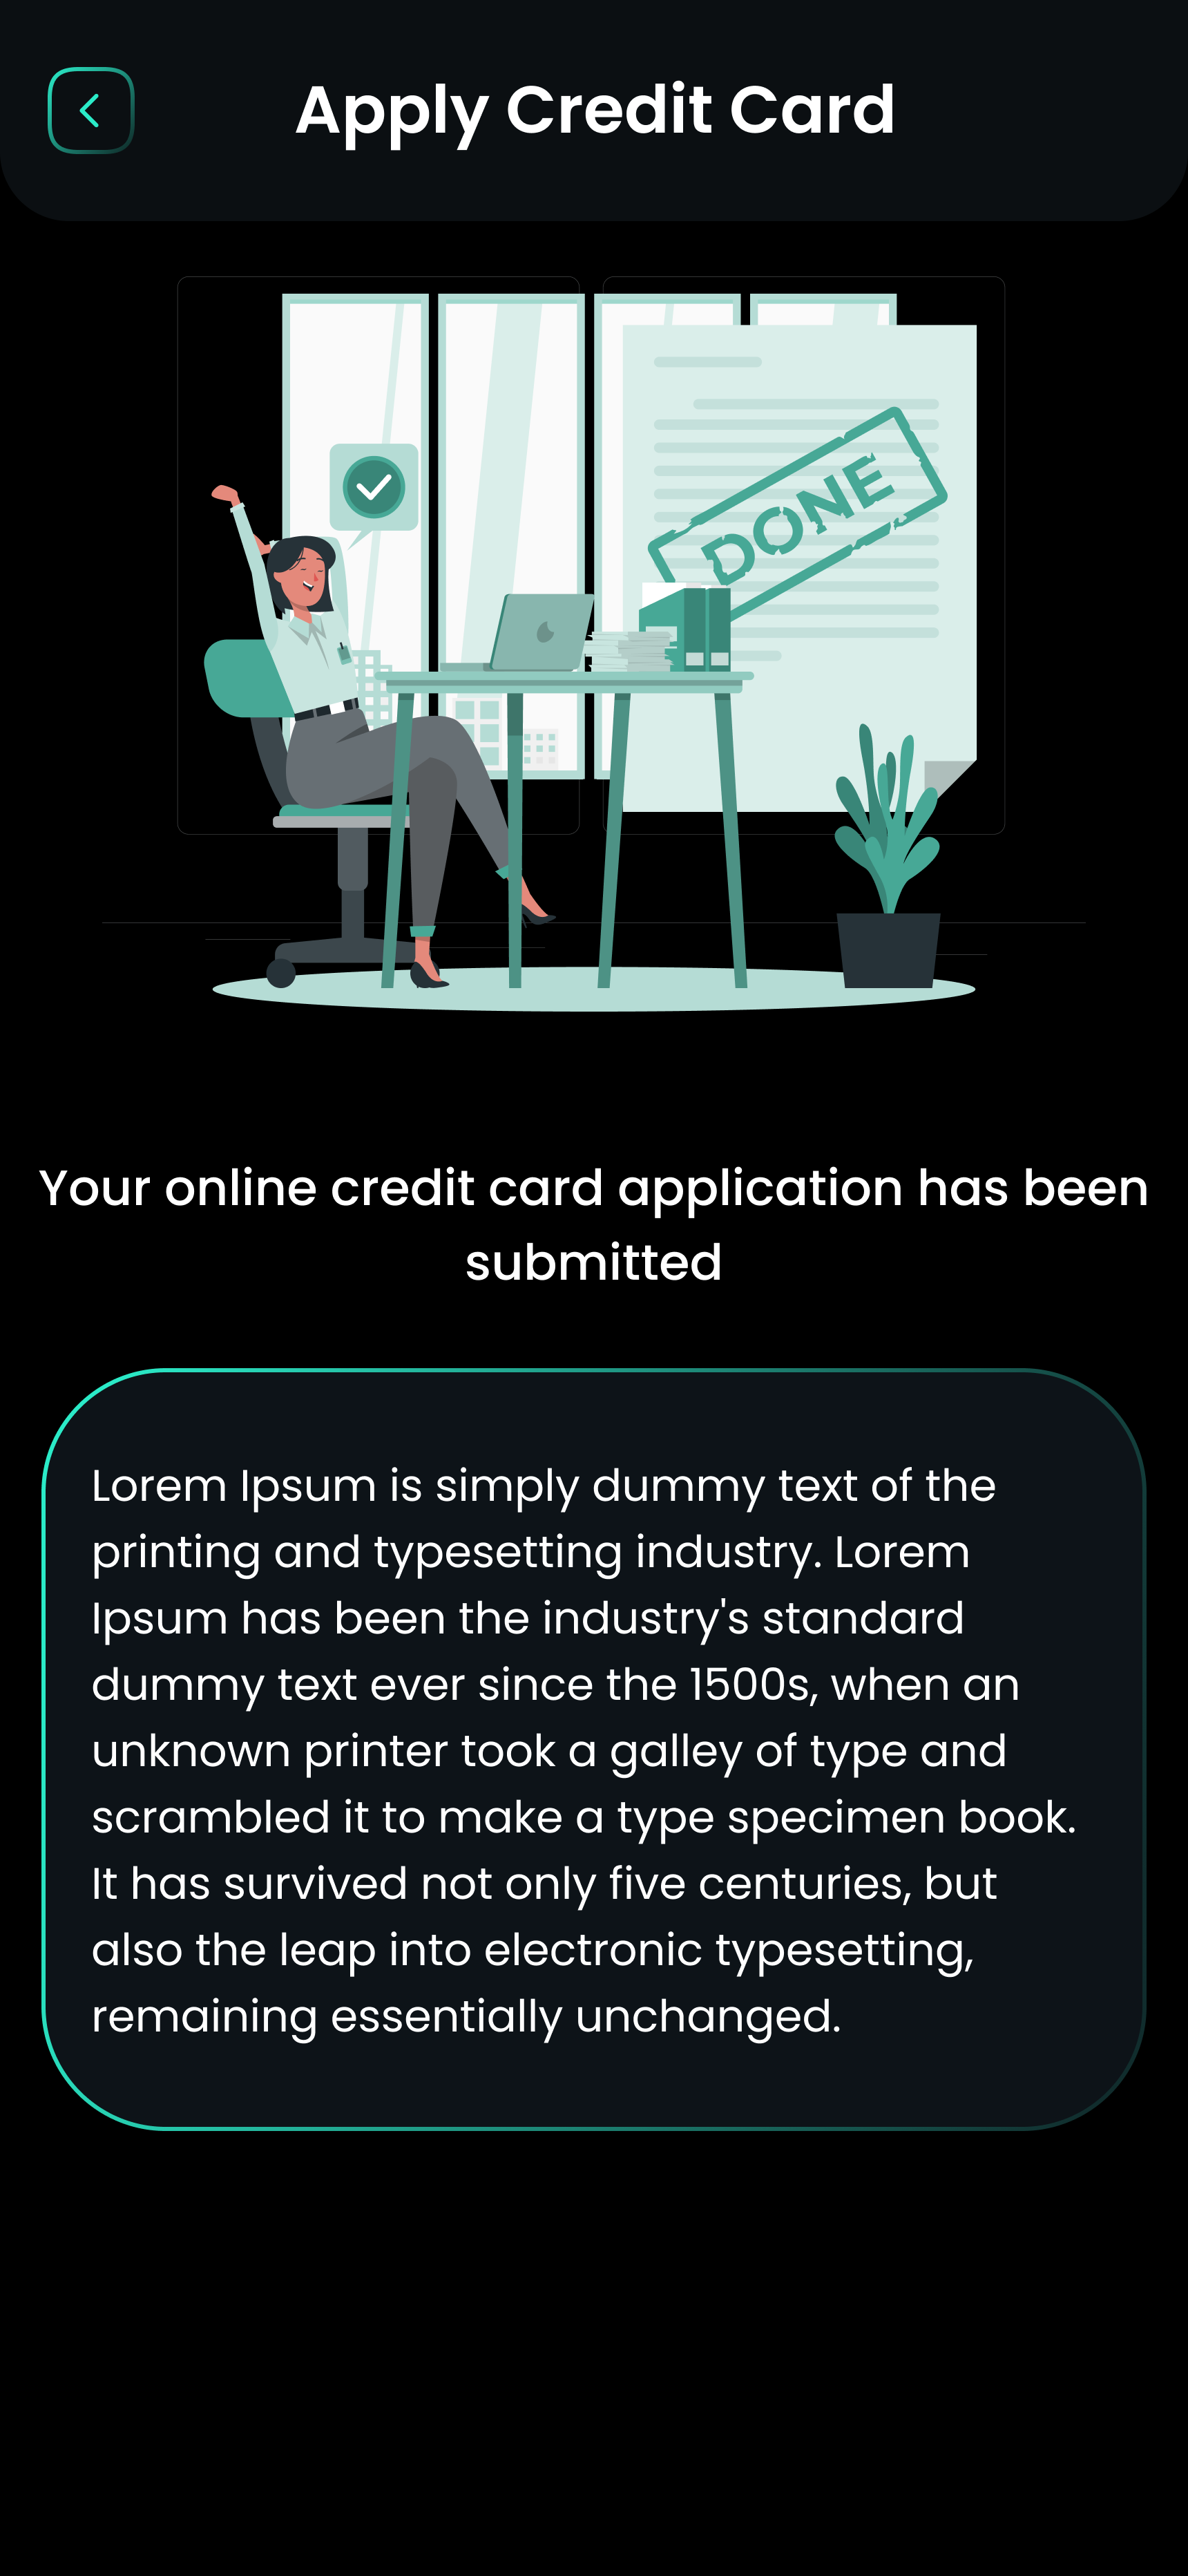 Apply Credit Card
DONE
Your online credit card application has been
submitted
Lorem Ipsum is simply dummy text of the
printing and typesetting industry. Lorem
Ipsum has been the industry's standard
dummy text ever since the 1500s, when an
unknown printer took a galley of type and
scrambled it to make a type specimen book.
It has survived not only five centuries, but
also the leap into electronic typesetting,
remaining essentially unchanged.